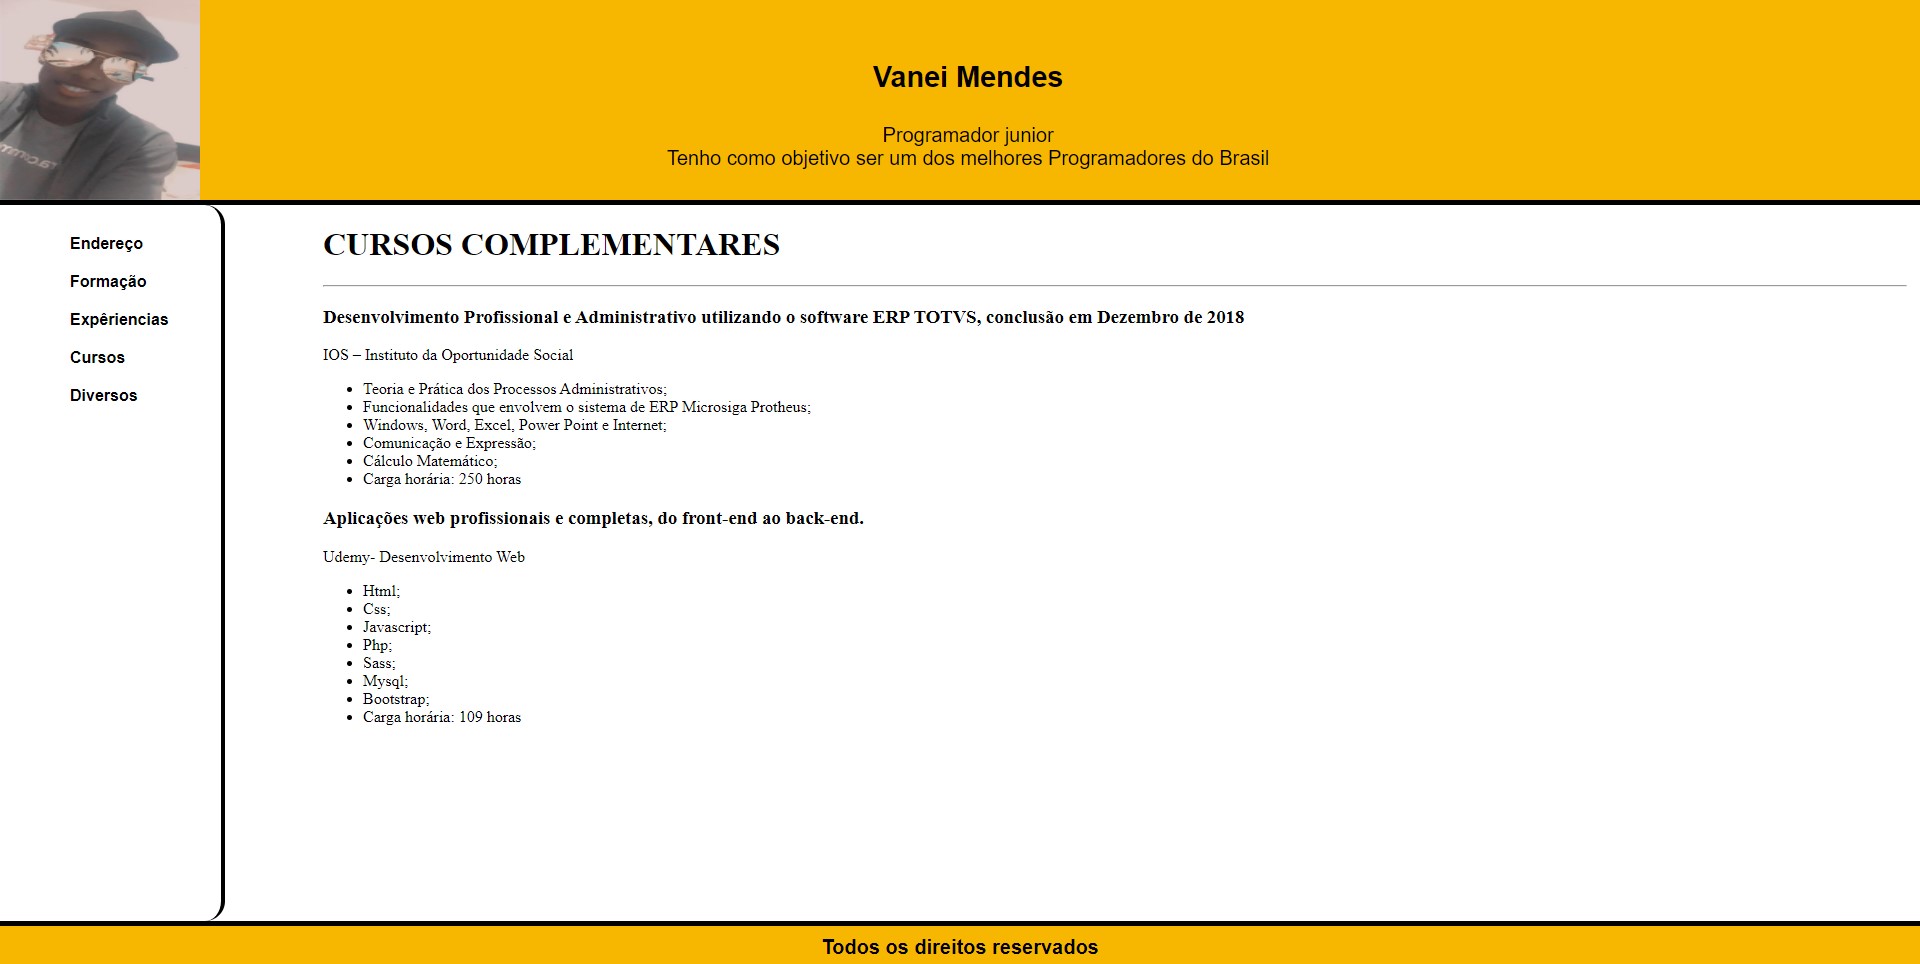 Vanei Mendes
Programador junior
Tenho como objetivo ser um dos melhores Programadores do Brasil
Endereço
Formação
Expêriencias
Cursos
Diversos
CURSOS COMPLEMENTARES
Desenvolvimento Profissional e Administrativo utilizando o software ERP TOTVS, conclusão em Dezembro de 2018
IOS – Instituto da Oportunidade Social
Teoria e Prática dos Processos Administrativos;
Funcionalidades que envolvem o sistema de ERP Microsiga Protheus;
Windows, Word, Excel, Power Point e Internet;
Comunicação e Expressão;
Cálculo Matemático;
Carga horária: 250 horas
Aplicações web profissionais e completas, do front-end ao back-end.
Udemy- Desenvolvimento Web
Html;
Css;
Javascript;
Php;
Sass;
Mysql;
Bootstrap;
Carga horária: 109 horas
Todos os direitos reservados